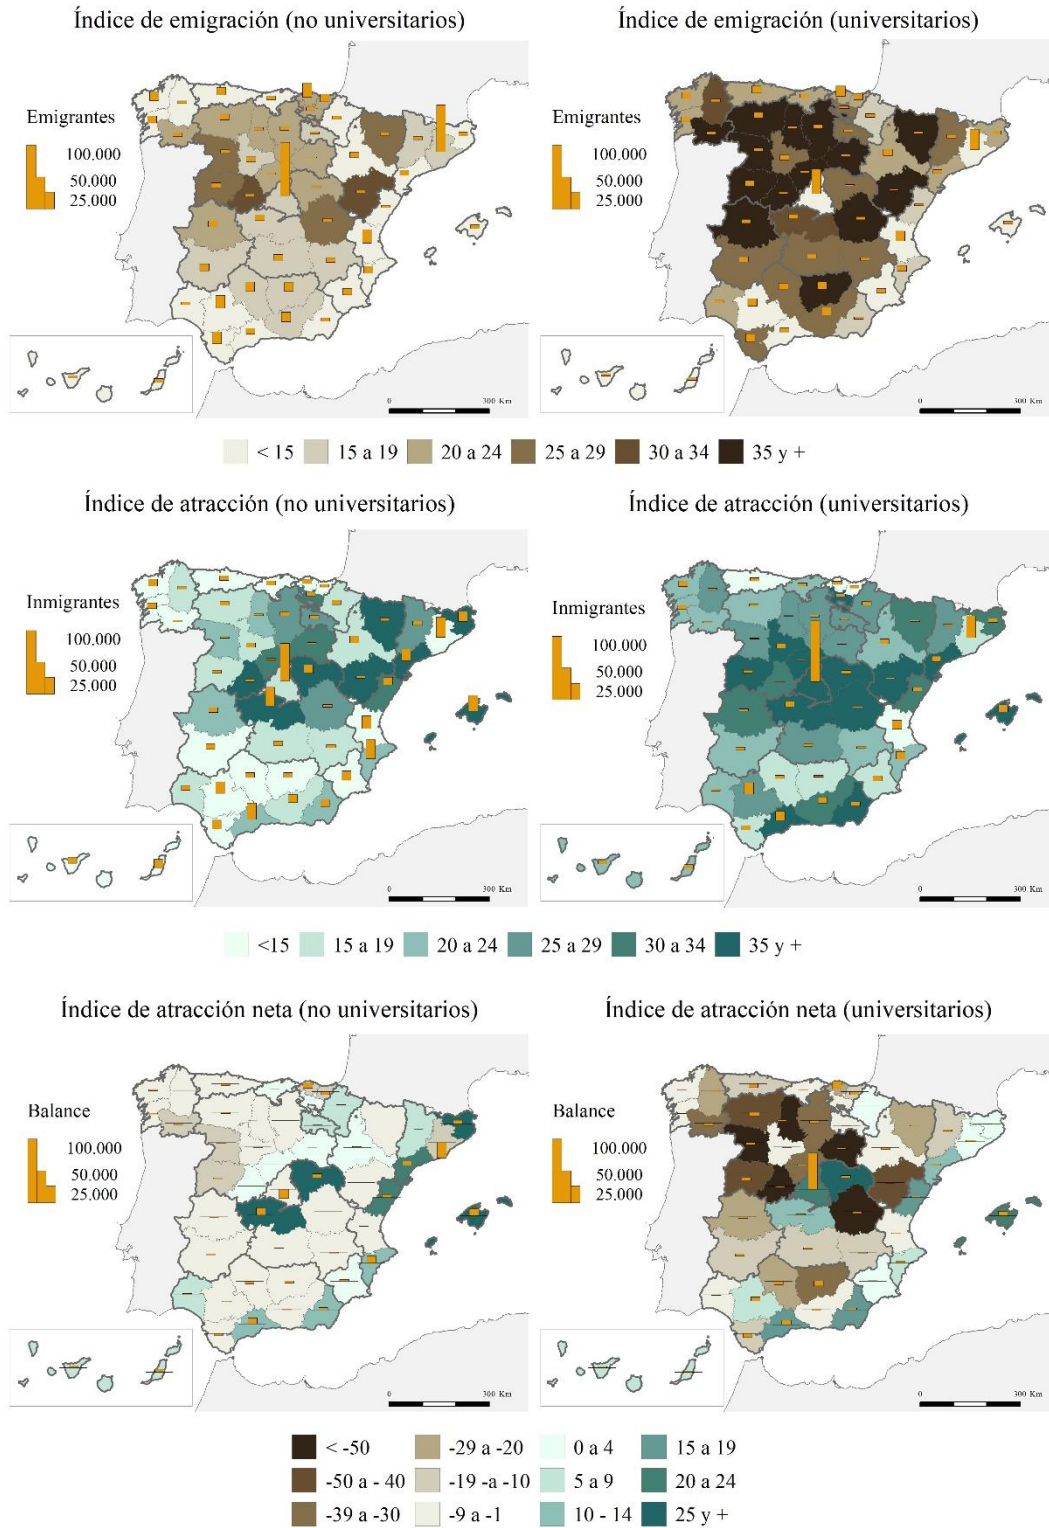 Índice de emigración (no universitarios)
Índice de emigración (universitarios)
Emigrantes
100.000
50.000
25.000
Emigrantes
100.000
50.000
25.000
0 300 Km
0 300 Km
< 15 15 a 19 20 a 24 25 a 29 30 a 34 35 y +
Índice de atracción (no universitarios)
Índice de atracción (universitarios)
Inmigrantes
100.000
50.000
25.000
Inmigrantes
100.000
50.000
25.000
0 300 Km
0 300 Km
<15 15 a 19 20 a 24 25 a 29 30 a 34 35 y +
Índice de atracción neta (no universitarios)
Índice de atracción neta (universitarios)
Balance
100.000
50.000
25.000
Balance
100.000
50.000
25.000
0 300 Km
0 300 Km
< -50 -29 a -20 0 a 4 15 a 19
-50 a - 40 -19 -a -10 5 a 9 20 a 24
-39 a -30 -9 a -1 10 - 14 25 y +